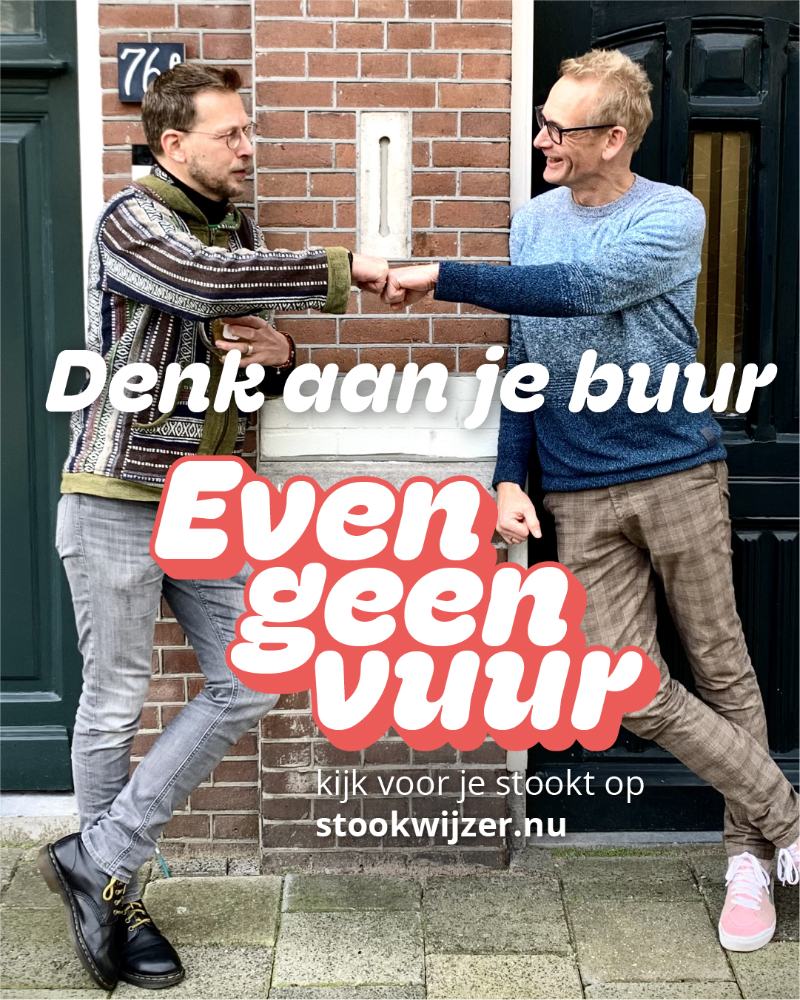 76
Denk aan je buur
Even
geen
vuur
kijk voor je stookt op
stookwijzer.nu